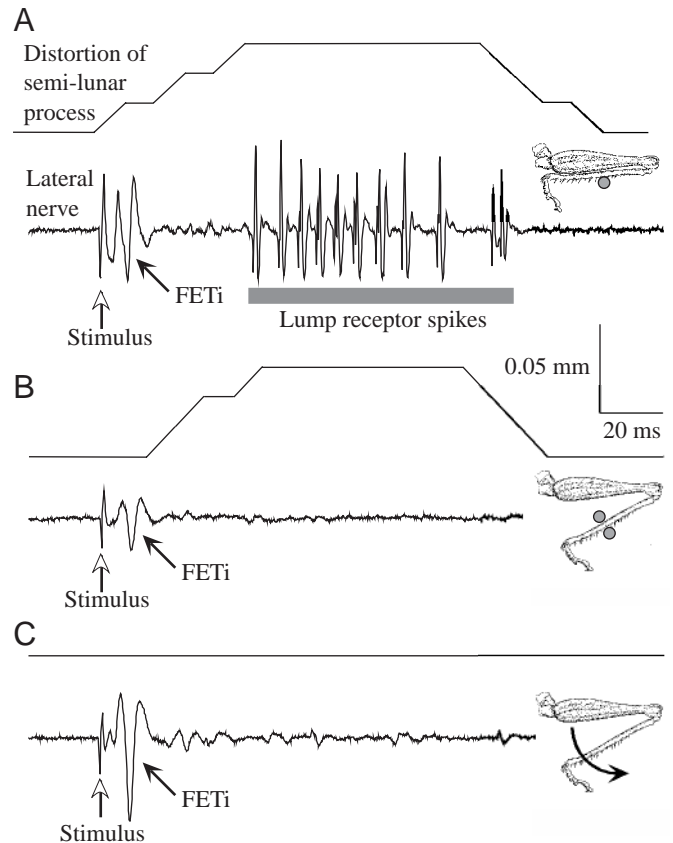 A
Distortion of
semi-lunar
process
Lateral
nerve
FETi
Stimulus
Lump receptor spikes
0.05 mm
20 ms
B
FETi
Stimulus
C
FETi
Stimulus